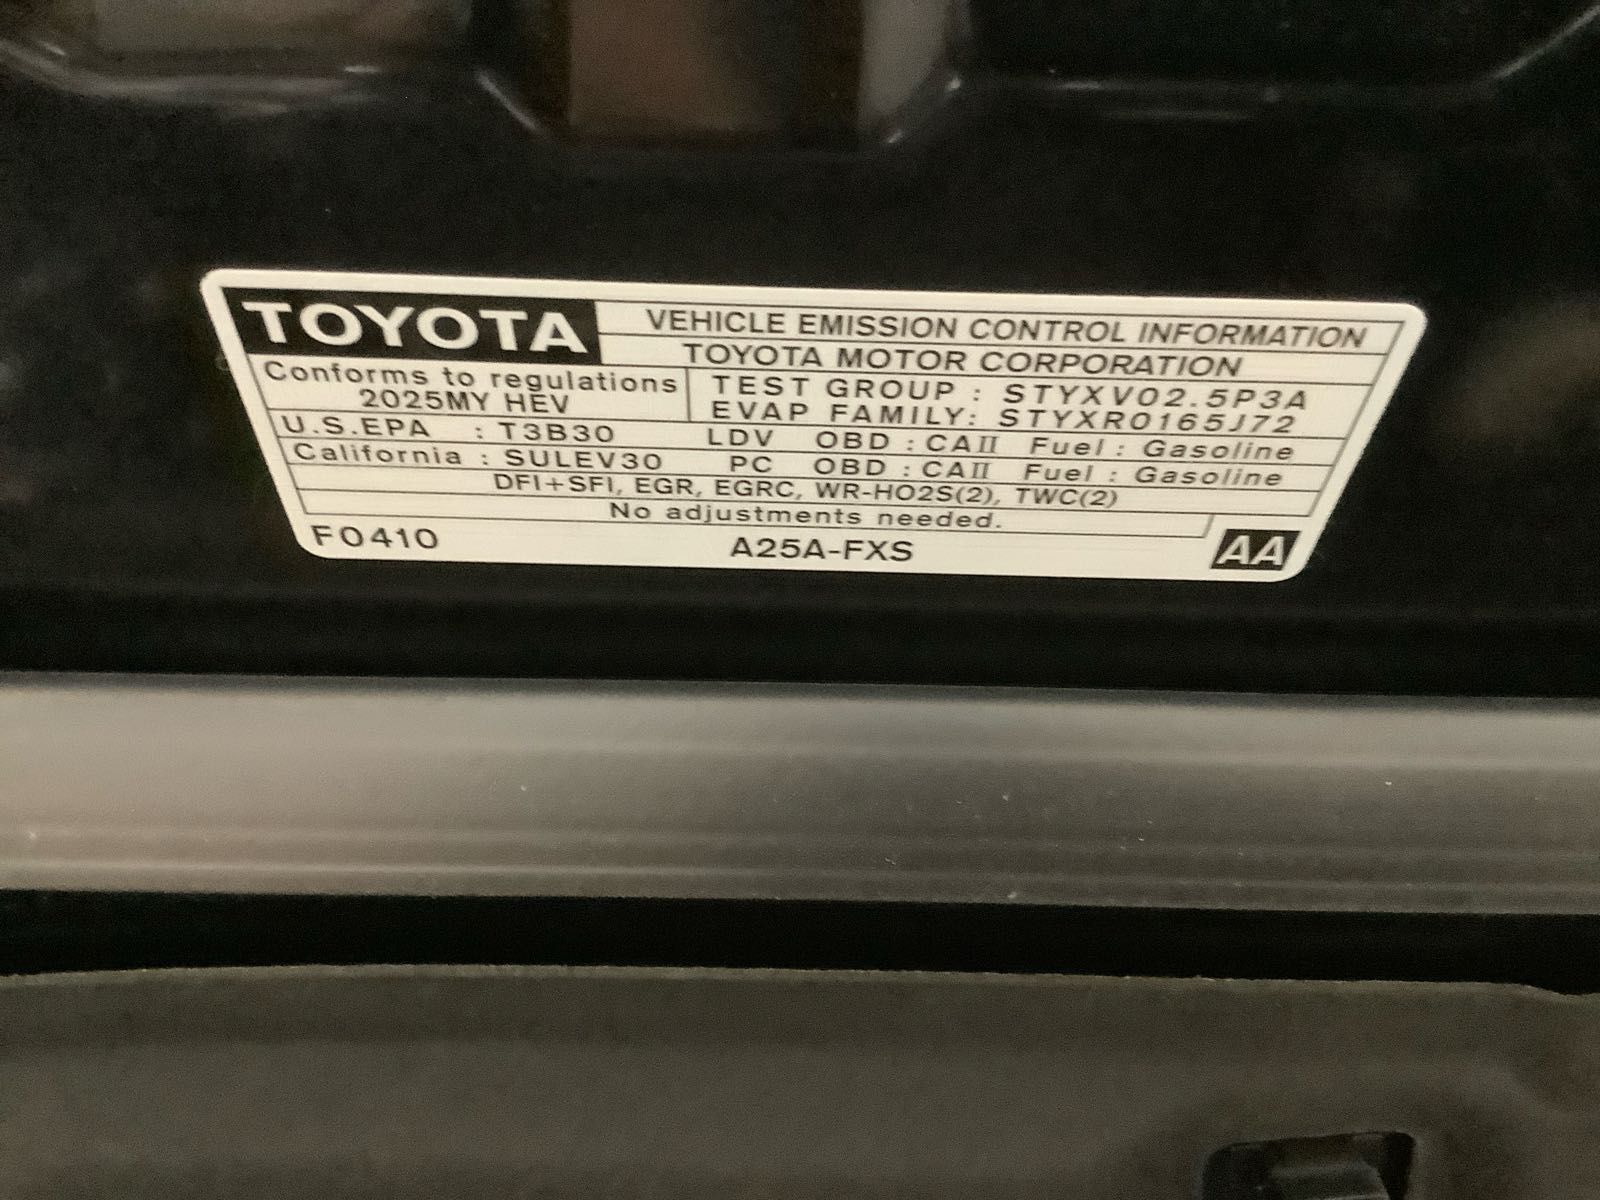 TOYOTA VEHICLE EMISSION CONTROL INFORMATION
TOYOTA MOTOR CORPORATION
Conforms to regulations
2025MY HEV
TEST GROUP : STYXV02.5P3A
EVAP FAMILY: STYXR0165J72
U.S.EPA : T3B30 LDV OBD : CAII Fuel : Gasoline
California : SULEV30 PC OBD : CAII Fuel : Gasoline
DFI+SFI, EGR, EGRC, WR-HO2S(2), TWC(2)
No adjustments needed.
F0410 A25A-FXS AA